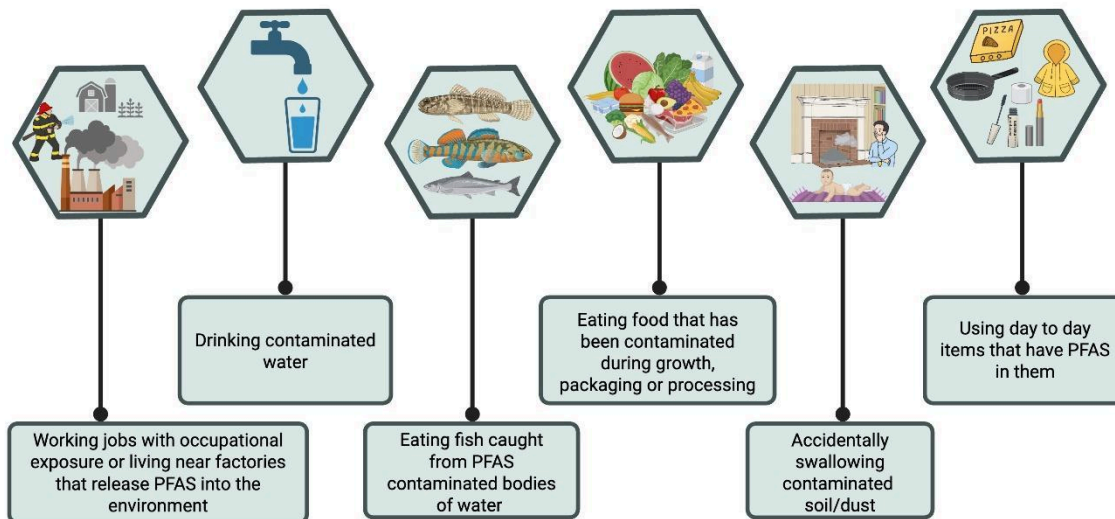 PIZZA
Drinking contaminated
water
Eating food that has
been contaminated
during growth,
packaging or processing
Using day to day
items that have PFAS
in them
Working jobs with occupational
exposure or living near factories
that release PFAS into the
environment
Eating fish caught
from PFAS
contaminated bodies
of water
Accidentally
swallowing
contaminated
soil/dust